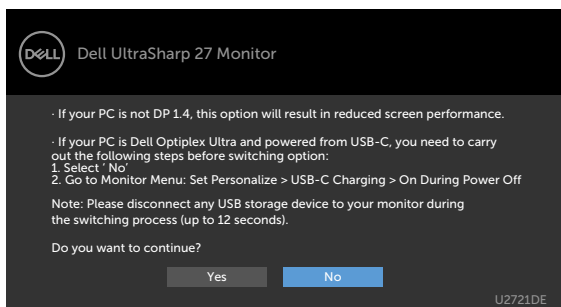 DELL Dell UltraSharp 27 Monitor
· If your PC is not DP 1.4, this option will result in reduced screen performance.
· If your PC is Dell Optiplex Ultra and powered from USB-C, you need to carry
out the following steps before switching option:
1. Select ‘ No’
2. Go to Monitor Menu: Set Personalize > USB-C Charging > On During Power Off
Note: Please disconnect any USB storage device to your monitor during
the switching process (up to 12 seconds).
Do you want to continue?
Yes No
U2721DE